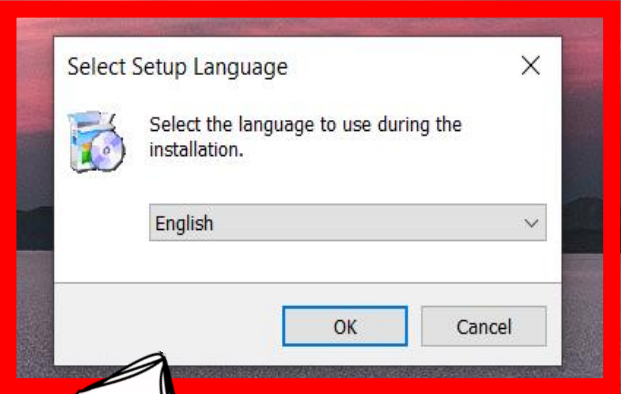 Select Setup Language
Select the language to use during the
installation.
English
OK
Cancel